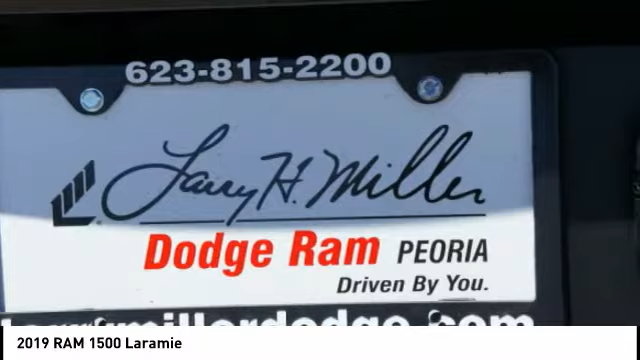 623-815-2200
Larry H. Miller
Dodge Ram PEORIA
Driven By You.
2019 RAM 1500 Laramie